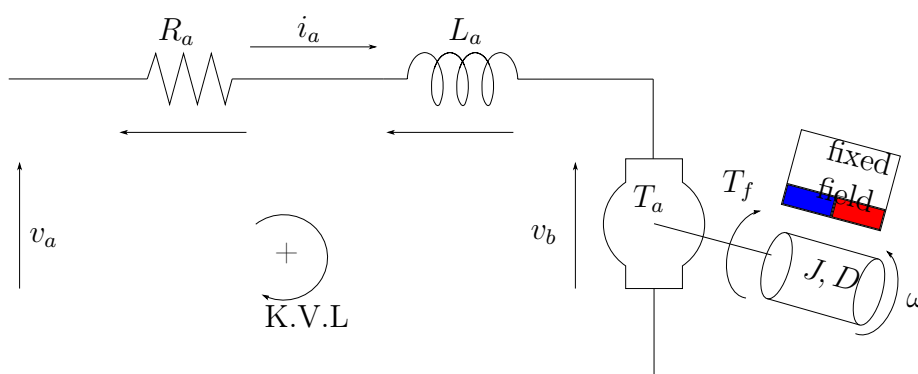 R_a
i_a
L_a
v_a
+
K.V.L
v_b
T_a
T_f
fixed
field
J, D
ω